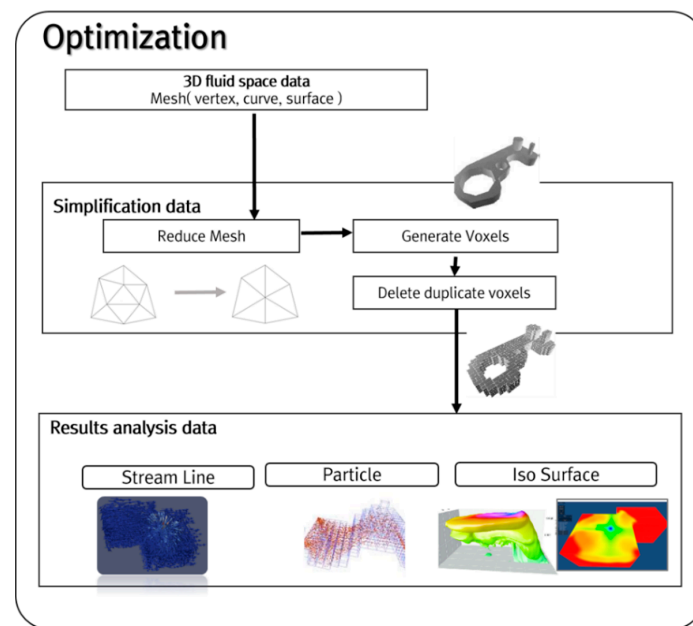 Optimization
3D fluid space data
Mesh( vertex, curve, surface )
Simplification data
Reduce Mesh
Generate Voxels
Delete duplicate voxels
Results analysis data
Stream Line
Particle
Iso Surface